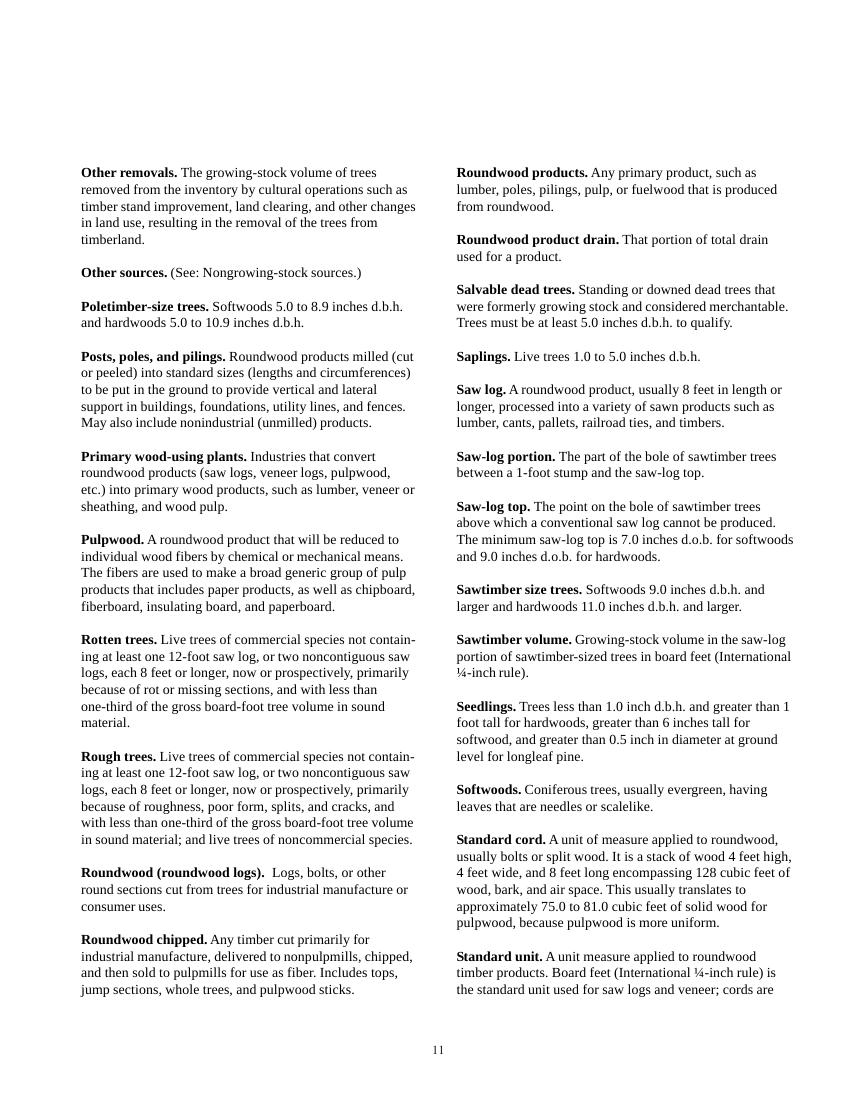 Other removals. The growing-stock volume of trees
removed from the inventory by cultural operations such as
timber stand improvement, land clearing, and other changes
in land use, resulting in the removal of the trees from
timberland.
Other sources. (See: Nongrowing-stock sources.)
Poletimber-size trees. Softwoods 5.0 to 8.9 inches d.b.h.
and hardwoods 5.0 to 10.9 inches d.b.h.
Posts, poles, and pilings. Roundwood products milled (cut
or peeled) into standard sizes (lengths and circumferences)
to be put in the ground to provide vertical and lateral
support in buildings, foundations, utility lines, and fences.
May also include nonindustrial (unmilled) products.
Primary wood-using plants. Industries that convert
roundwood products (saw logs, veneer logs, pulpwood,
etc.) into primary wood products, such as lumber, veneer or
sheathing, and wood pulp.
Pulpwood. A roundwood product that will be reduced to
individual wood fibers by chemical or mechanical means.
The fibers are used to make a broad generic group of pulp
products that includes paper products, as well as chipboard,
fiberboard, insulating board, and paperboard.
Rotten trees. Live trees of commercial species not contain-
ing at least one 12-foot saw log, or two noncontiguous saw
logs, each 8 feet or longer, now or prospectively, primarily
because of rot or missing sections, and with less than
one-third of the gross board-foot tree volume in sound
material.
Rough trees. Live trees of commercial species not contain-
ing at least one 12-foot saw log, or two noncontiguous saw
logs, each 8 feet or longer, now or prospectively, primarily
because of roughness, poor form, splits, and cracks, and
with less than one-third of the gross board-foot tree volume
in sound material; and live trees of noncommercial species.
Roundwood (roundwood logs).  Logs, bolts, or other
round sections cut from trees for industrial manufacture or
consumer uses.
Roundwood chipped. Any timber cut primarily for
industrial manufacture, delivered to nonpulpmills, chipped,
and then sold to pulpmills for use as fiber. Includes tops,
jump sections, whole trees, and pulpwood sticks.
Roundwood products. Any primary product, such as
lumber, poles, pilings, pulp, or fuelwood that is produced
from roundwood.
Roundwood product drain. That portion of total drain
used for a product.
Salvable dead trees. Standing or downed dead trees that
were formerly growing stock and considered merchantable.
Trees must be at least 5.0 inches d.b.h. to qualify.
Saplings. Live trees 1.0 to 5.0 inches d.b.h.
Saw log. A roundwood product, usually 8 feet in length or
longer, processed into a variety of sawn products such as
lumber, cants, pallets, railroad ties, and timbers.
Saw-log portion. The part of the bole of sawtimber trees
between a 1-foot stump and the saw-log top.
Saw-log top. The point on the bole of sawtimber trees
above which a conventional saw log cannot be produced.
The minimum saw-log top is 7.0 inches d.o.b. for softwoods
and 9.0 inches d.o.b. for hardwoods.
Sawtimber size trees. Softwoods 9.0 inches d.b.h. and
larger and hardwoods 11.0 inches d.b.h. and larger.
Sawtimber volume. Growing-stock volume in the saw-log
portion of sawtimber-sized trees in board feet (International
¼-inch rule).
Seedlings. Trees less than 1.0 inch d.b.h. and greater than 1
foot tall for hardwoods, greater than 6 inches tall for
softwood, and greater than 0.5 inch in diameter at ground
level for longleaf pine.
Softwoods. Coniferous trees, usually evergreen, having
leaves that are needles or scalelike.
Standard cord. A unit of measure applied to roundwood,
usually bolts or split wood. It is a stack of wood 4 feet high,
4 feet wide, and 8 feet long encompassing 128 cubic feet of
wood, bark, and air space. This usually translates to
approximately 75.0 to 81.0 cubic feet of solid wood for
pulpwood, because pulpwood is more uniform.
Standard unit. A unit measure applied to roundwood
timber products. Board feet (International ¼-inch rule) is
the standard unit used for saw logs and veneer; cords are
11